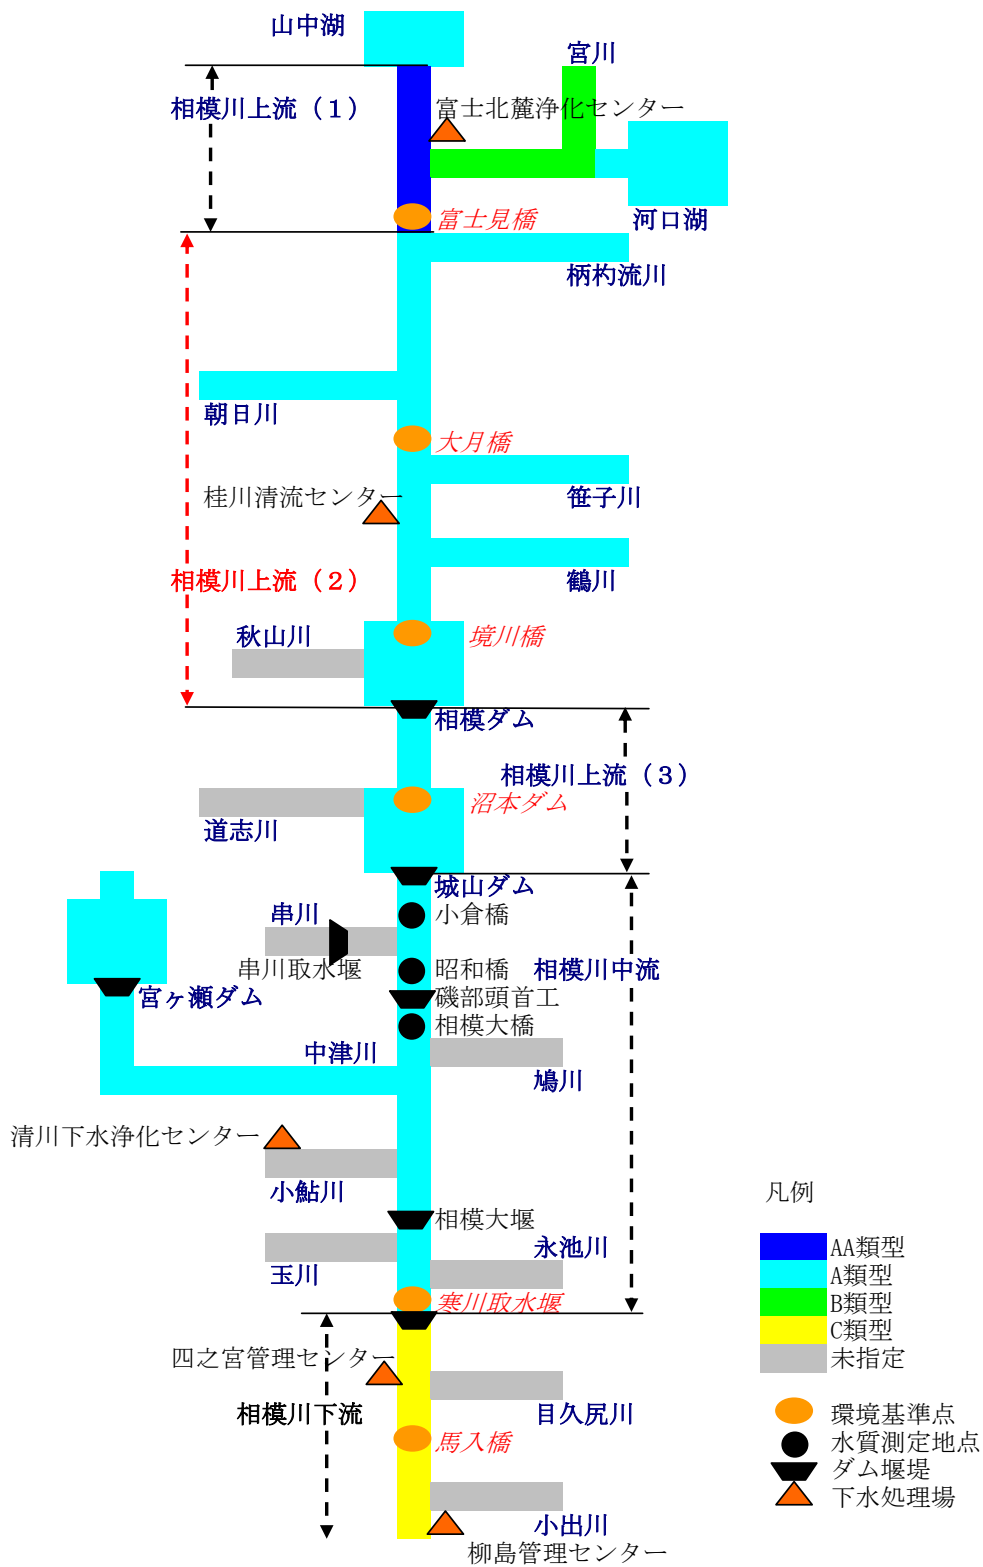 山中湖
宮川
相模川上流（１）
富士北麓浄化センター
富士見橋
河口湖
柄杓流川
朝日川
大月橋
桂川清流センター
笹子川
相模川上流（２）
鶴川
秋山川
境川橋
相模ダム
相模川上流（３）
沼本ダム
道志川
城山ダム
串川
小倉橋
串川取水堰
昭和橋
相模川中流
宮ヶ瀬ダム
磯部頭首工
相模大橋
中津川
鳩川
清川下水浄化センター
小鮎川
相模大堰
玉川
永池川
寒川取水堰
四之宮管理センター
相模川下流
目久尻川
馬入橋
小出川
柳島管理センター
凡例
AA類型
A類型
B類型
C類型
未指定
環境基準点
水質測定地点
ダム堰堤
下水処理場